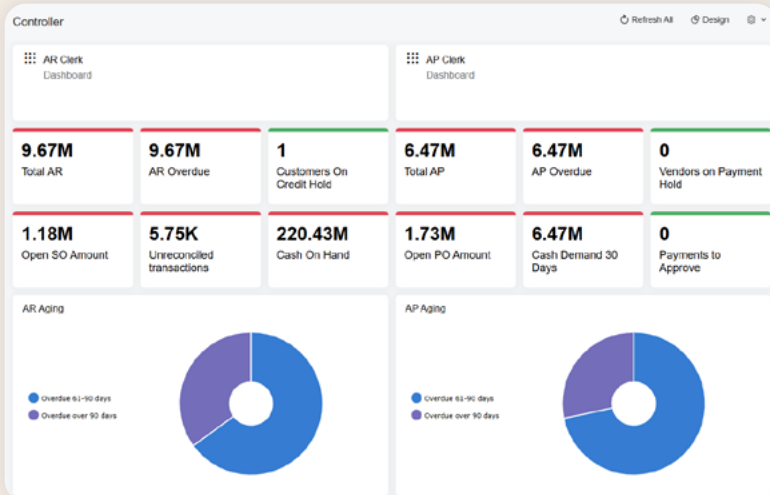 Controller
Refresh All
Design
AR Clerk
Dashboard
AP Clerk
Dashboard
9.67M
Total AR
9.67M
AR Overdue
1
Customers On
Credit Hold
6.47M
Total AP
6.47M
AP Overdue
0
Vendors on Payment
Hold
1.18M
Open SO Amount
5.75K
Unreconciled
transactions
220.43M
Cash On Hand
1.73M
Open PO Amount
6.47M
Cash Demand 30
Days
0
Payments to
Approve
AR Aging
Overdue 61-90 days
Overdue over 90 days
AP Aging
Overdue 61-90 days
Overdue over 90 days